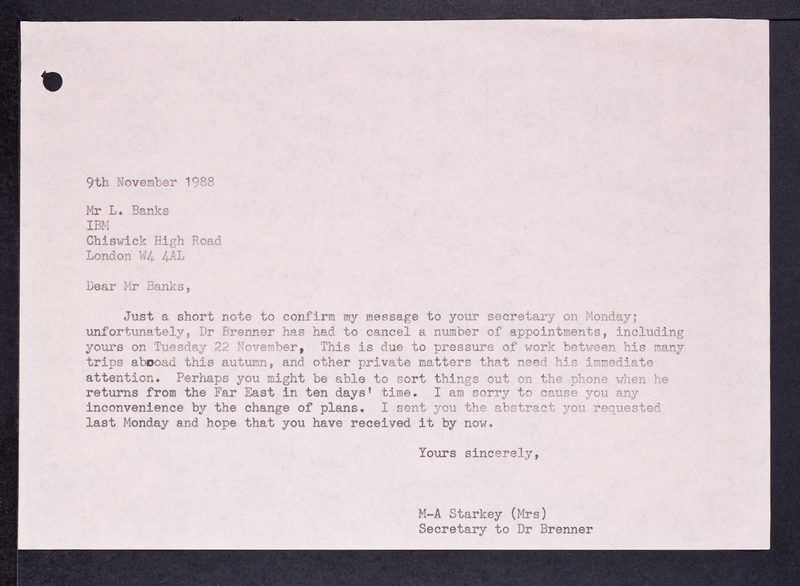 9th November 1988
Mr L. Banks
IBM
Chiswick High Road
London W4 4AL
Dear Mr Banks,
Just a short note to confirm my message to your secretary on Monday;
unfortunately, Dr Brenner has had to cancel a number of appointments, including
yours on Tuesday 22 November, This is due to pressure of work between his many
trips abooad this autumn, and other private matters that need his immediate
attention. Perhaps you might be able to sort things out on the phone when he
returns from the Far East in ten days' time. I am sorry to cause you any
inconvenience by the change of plans. I sent you the abstract you requested
last Monday and hope that you have received it by now.
Yours sincerely,
M-A Starkey (Mrs)
Secretary to Dr Brenner